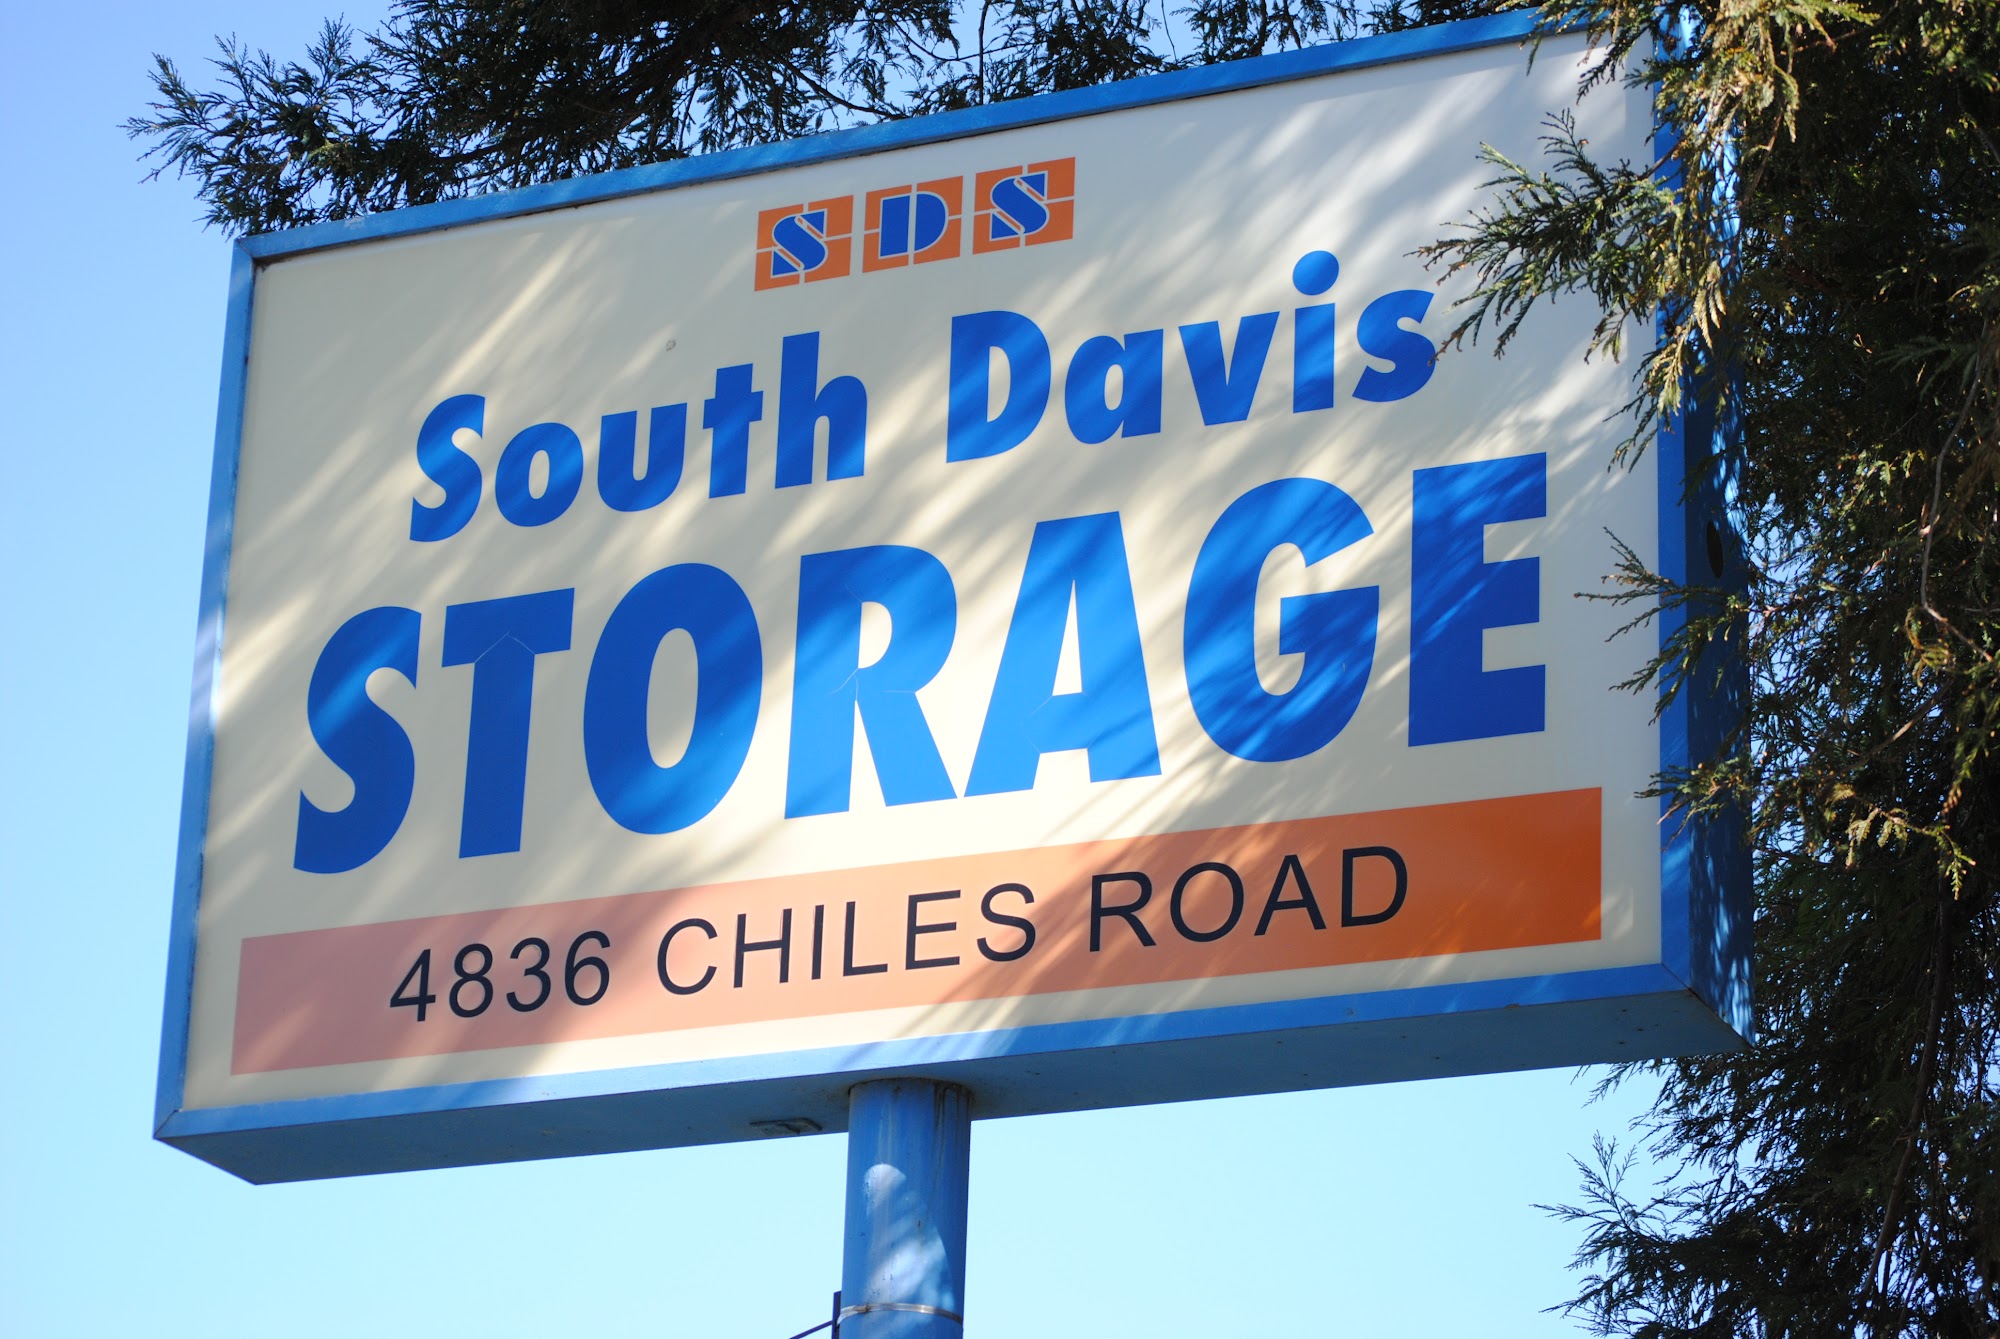 SDS
South Davis
STORAGE
4836 CHILES ROAD